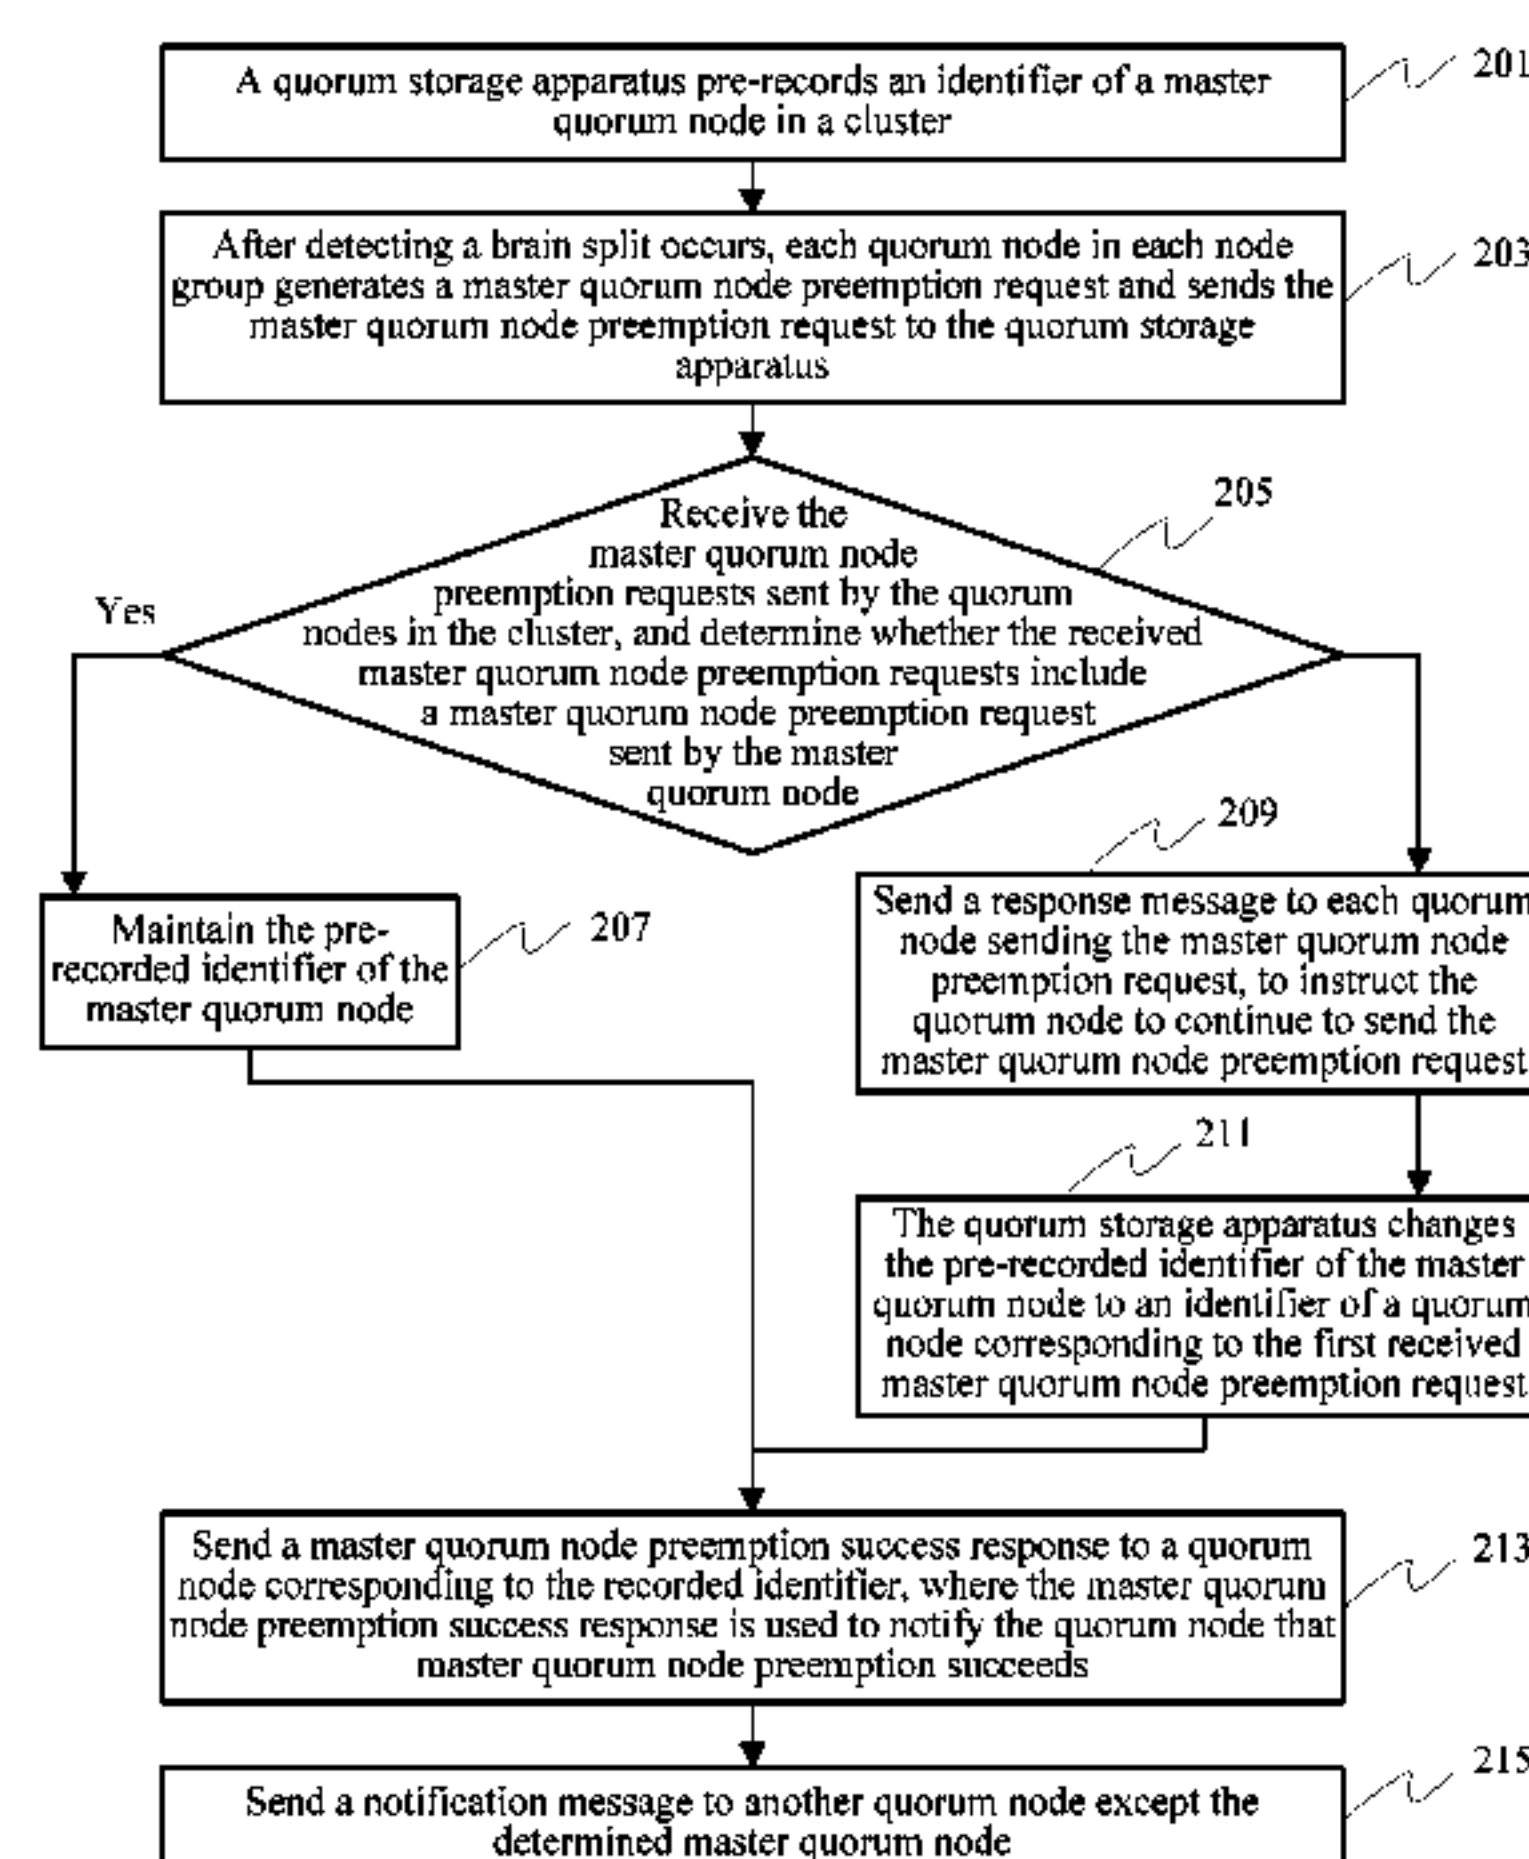 A quorum storage apparatus pre-records an identifier of a master
quorum node in a cluster
201
After detecting a brain split occurs, each quorum node in each node
group generates a master quorum node preemption request and sends the
master quorum node preemption request to the quorum storage
apparatus
203
Receive the
master quorum node
preemption requests sent by the quorum
nodes in the cluster, and determine whether the received
master quorum node preemption requests include
a master quorum node preemption request
sent by the master
quorum node
205
Yes
Maintain the pre-
recorded identifier of the
master quorum node
207
209
Send a response message to each quorum
node sending the master quorum node
preemption request, to instruct the
quorum node to continue to send the
master quorum node preemption request
211
The quorum storage apparatus changes
the pre-recorded identifier of the master
quorum node to an identifier of a quorum
node corresponding to the first received
master quorum node preemption request
Send a master quorum node preemption success response to a quorum
node corresponding to the recorded identifier, where the master quorum
node preemption success response is used to notify the quorum node that
master quorum node preemption succeeds
213
Send a notification message to another quorum node except the
determined master quorum node
215